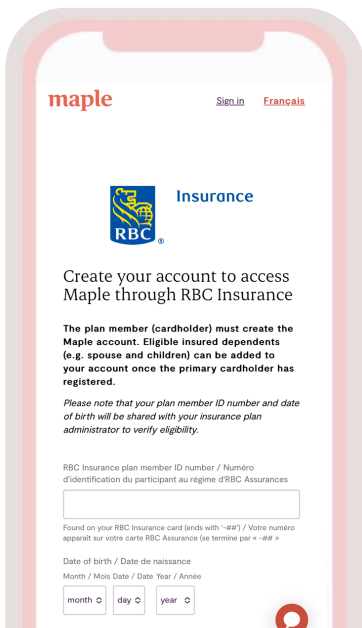 maple
Sign in Français
Insurance
RBC
®
Create your account to access
Maple through RBC Insurance
The plan member (cardholder) must create the
Maple account. Eligible insured dependents
(e.g. spouse and children) can be added to
your account once the primary cardholder has
registered.
Please note that your plan member ID number and date
of birth will be shared with your insurance plan
administrator to verify eligibility.
RBC Insurance plan member ID number / Numéro
d'identification du participant au régime d'RBC Assurances
Found on your RBC Insurance card (ends with '-##') / Votre numéro
apparaît sur votre carte RBC Assurance (se termine par « -## »
Date of birth / Date de naissance
Month / Mois Date / Date Year / Année
month day year